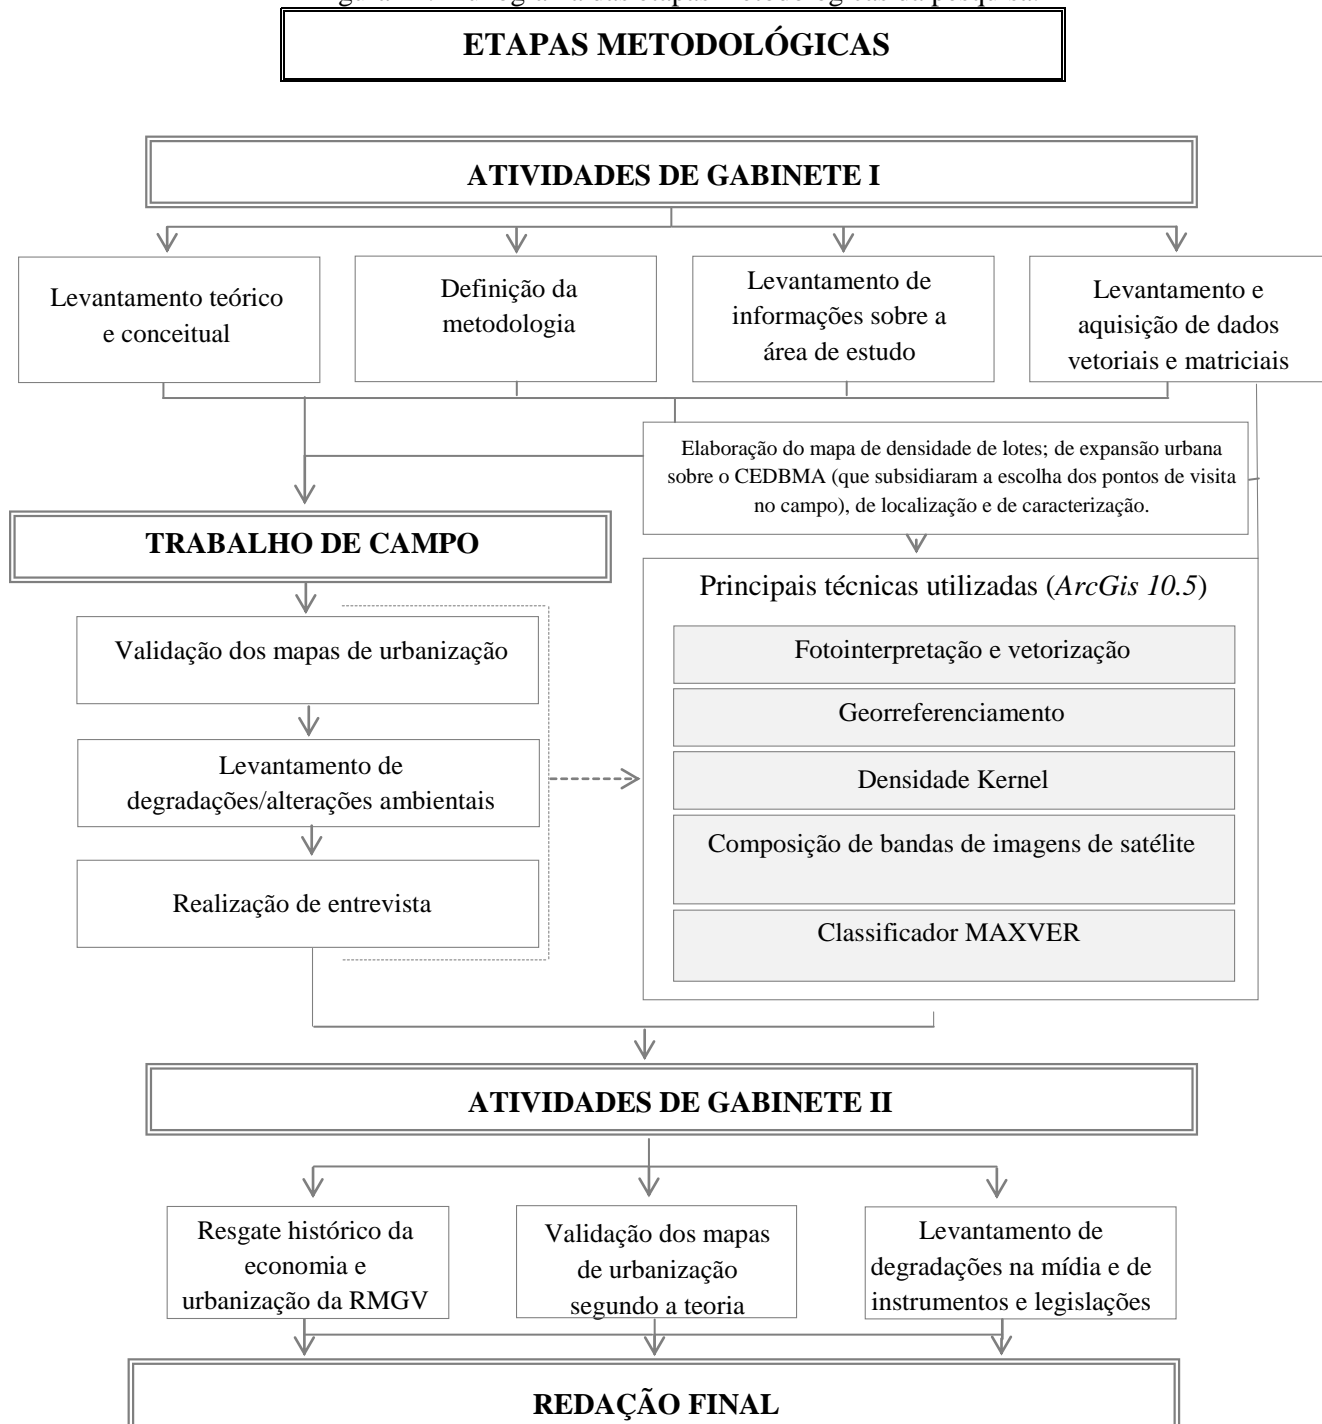 ETAPAS METODOLÓGICAS
ATIVIDADES DE GABINETE I
Levantamento teórico
e conceitual
Definição da
metodologia
Levantamento de
informações sobre a
área de estudo
Levantamento e
aquisição de dados
vetoriais e matriciais
Elaboração do mapa de densidade de lotes; de expansão urbana
sobre o CEDBMA (que subsidiaram a escolha dos pontos de visita
no campo), de localização e de caracterização.
TRABALHO DE CAMPO
Validação dos mapas de urbanização
Levantamento de
degradações/alterações ambientais
Realização de entrevista
Principais técnicas utilizadas (ArcGis 10.5)
Fotointerpretação e vetorização
Georreferenciamento
Densidade Kernel
Composição de bandas de imagens de satélite
Classificador MAXVER
ATIVIDADES DE GABINETE II
Resgate histórico da
economia e
urbanização da RMGV
Validação dos mapas
de urbanização
segundo a teoria
Levantamento de
degradações na mídia e de
instrumentos e legislações
REDAÇÃO FINAL